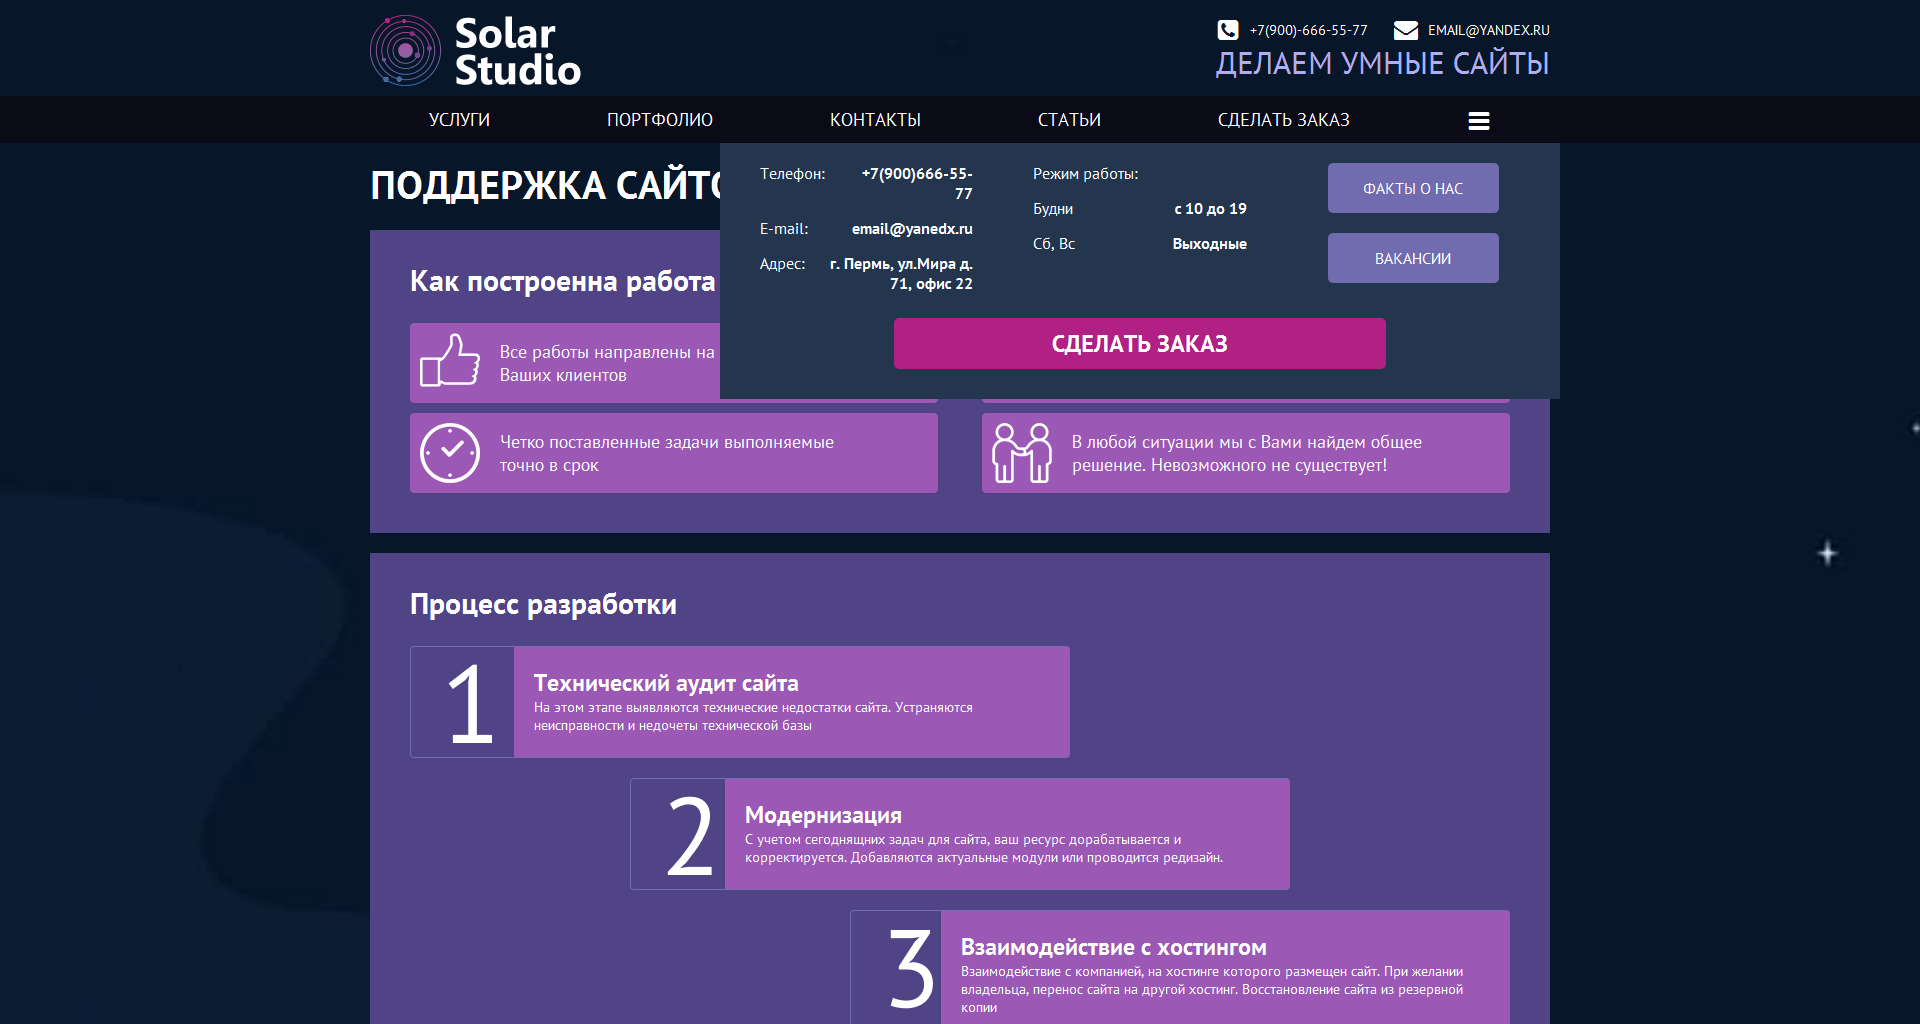 Solar
Studio
+7(900)-666-55-77
EMAIL@YANDEX.RU
ДЕЛАЕМ УМНЫЕ САЙТЫ
УСЛУГИ
ПОРТФОЛИО
КОНТАКТЫ
СТАТЬИ
СДЕЛАТЬ ЗАКАЗ
ПОДДЕРЖКА САЙТО
Телефон:
+7(900)666-55-
77
E-mail:
email@yanedx.ru
Адрес:
г. Пермь, ул.Мира д.
71, офис 22
Режим работы:
Будни
с 10 до 19
Сб, Вс
Выходные
ФАКТЫ О НАС
ВАКАНСИИ
СДЕЛАТЬ ЗАКАЗ
Как построенна работа
Все работы направлены на
Ваших клиентов
Четко поставленные задачи выполняемые
точно в срок
В любой ситуации мы с Вами найдем общее
решение. Невозможного не существует!
Процесс разработки
1
Технический аудит сайта
На этом этапе выявляются технические недостатки сайта. Устраняются
неисправности и недочеты технической базы
2
Модернизация
С учетом сегоднящних задач для сайта, ваш ресурс дорабатывается и
корректируется. Добавляются актуальные модули или проводится редизайн.
3
Взаимодействие с хостингом
Взаимодействие с компанией, на хостинге которого размещен сайт. При желании
владельца, перенос сайта на другой хостинг. Восстановление сайта из резервной
копии